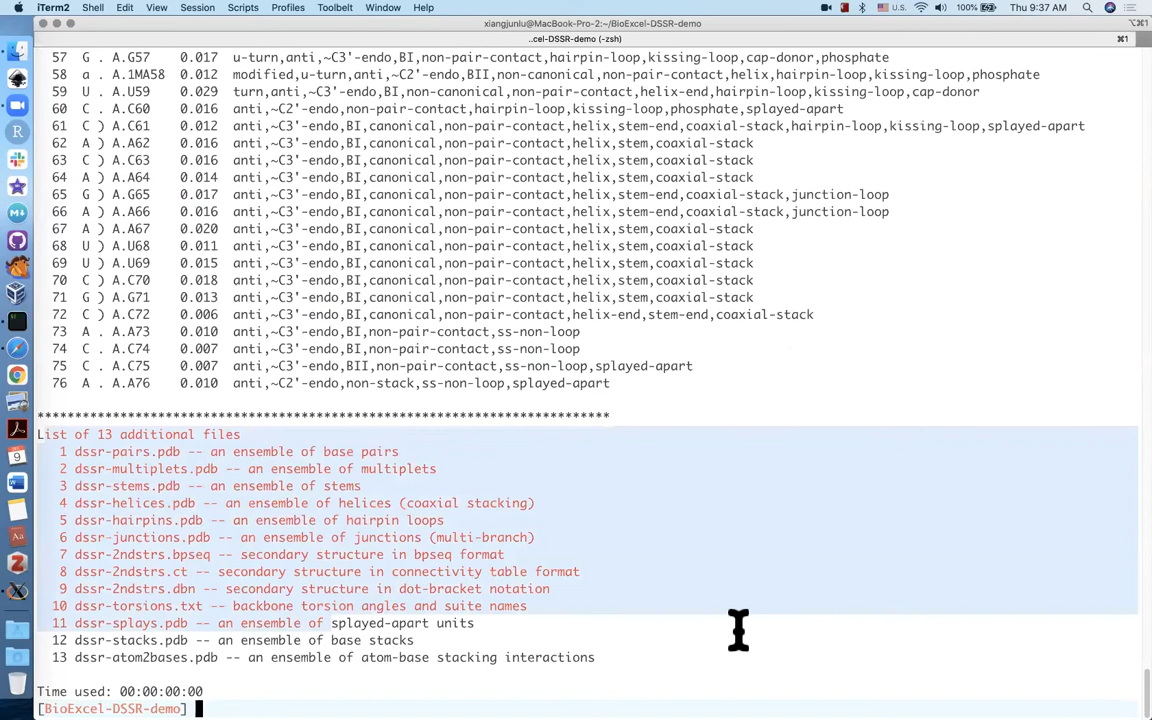 iTerm2 Shell Edit View Session Scripts Profiles Toolbelt Window Help U.S. 100% Thu 9:37 AM
xiangjunlu@MacBook-Pro-2:~/BioExcel-DSSR-demo ⌥⌘1
..cel-DSSR-demo (-zsh) ⌘1
57 G . A.G57 0.017 u-turn,anti,~C3'-endo,BI,canonical,non-pair-contact,hairpin-loop,kissing-loop,cap-donor,phosphate
58 a . A.1MA58 0.012 modified,u-turn,anti,~C2'-endo,BII,non-canonical,non-pair-contact,helix,hairpin-loop,kissing-loop,phosphate
59 U . A.U59 0.029 turn,anti,~C3'-endo,BI,non-canonical,non-pair-contact,helix-end,hairpin-loop,kissing-loop,cap-donor
60 C . A.C60 0.016 anti,~C2'-endo,non-pair-contact,hairpin-loop,kissing-loop,phosphate,splayed-apart
61 C ) A.C61 0.012 anti,~C3'-endo,BI,canonical,non-pair-contact,helix,stem-end,coaxial-stack,hairpin-loop,kissing-loop,splayed-apart
62 A ) A.A62 0.016 anti,~C3'-endo,BI,canonical,non-pair-contact,helix,stem,coaxial-stack
63 C ) A.C63 0.016 anti,~C3'-endo,BI,canonical,non-pair-contact,helix,stem,coaxial-stack
64 A ) A.A64 0.014 anti,~C3'-endo,BI,canonical,non-pair-contact,helix,stem,coaxial-stack
65 G ) A.G65 0.017 anti,~C3'-endo,BI,canonical,non-pair-contact,helix,stem-end,coaxial-stack,junction-loop
66 A ) A.A66 0.016 anti,~C3'-endo,BI,canonical,non-pair-contact,helix,stem-end,coaxial-stack,junction-loop
67 A ) A.A67 0.020 anti,~C3'-endo,BI,canonical,non-pair-contact,helix,stem,coaxial-stack
68 U ) A.U68 0.011 anti,~C3'-endo,BI,canonical,non-pair-contact,helix,stem,coaxial-stack
69 U ) A.U69 0.015 anti,~C3'-endo,BI,canonical,non-pair-contact,helix,stem,coaxial-stack
70 C ) A.C70 0.018 anti,~C3'-endo,BI,canonical,non-pair-contact,helix,stem,coaxial-stack
71 G ) A.G71 0.013 anti,~C3'-endo,BI,canonical,non-pair-contact,helix,stem,coaxial-stack
72 C ) A.C72 0.006 anti,~C3'-endo,BI,canonical,non-pair-contact,helix-end,stem-end,coaxial-stack
73 A . A.A73 0.010 anti,~C3'-endo,BI,non-pair-contact,ss-non-loop
74 C . A.C74 0.007 anti,~C3'-endo,BI,non-pair-contact,ss-non-loop
75 C . A.C75 0.007 anti,~C3'-endo,BII,non-pair-contact,ss-non-loop,splayed-apart
76 A . A.A76 0.010 anti,~C2'-endo,non-stack,ss-non-loop,splayed-apart
****************************************************************************
List of 13 additional files
1 dssr-pairs.pdb -- an ensemble of base pairs
2 dssr-multiplets.pdb -- an ensemble of multiplets
3 dssr-stems.pdb -- an ensemble of stems
4 dssr-helices.pdb -- an ensemble of helices (coaxial stacking)
5 dssr-hairpins.pdb -- an ensemble of hairpin loops
6 dssr-junctions.pdb -- an ensemble of junctions (multi-branch)
7 dssr-2ndstrs.bpseq -- secondary structure in bpseq format
8 dssr-2ndstrs.ct -- secondary structure in connectivity table format
9 dssr-2ndstrs.dbn -- secondary structure in dot-bracket notation
10 dssr-torsions.txt -- backbone torsion angles and suite names
11 dssr-splays.pdb -- an ensemble of splayed-apart units
12 dssr-stacks.pdb -- an ensemble of base stacks
13 dssr-atom2bases.pdb -- an ensemble of atom-base stacking interactions
Time used: 00:00:00:00
[BioExcel-DSSR-demo]